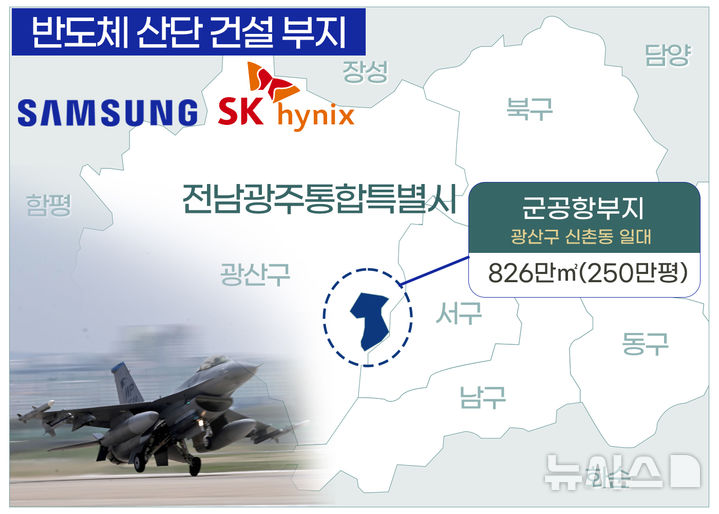 반도체 산단 건설 부지
SAMSUNG
SK hynix
장성
담양
북구
함평
전남광주통합특별시
군공항부지
광산구 신촌동 일대
826만㎡(250만평)
광산구
서구
동구
남구
화순
뉴시스